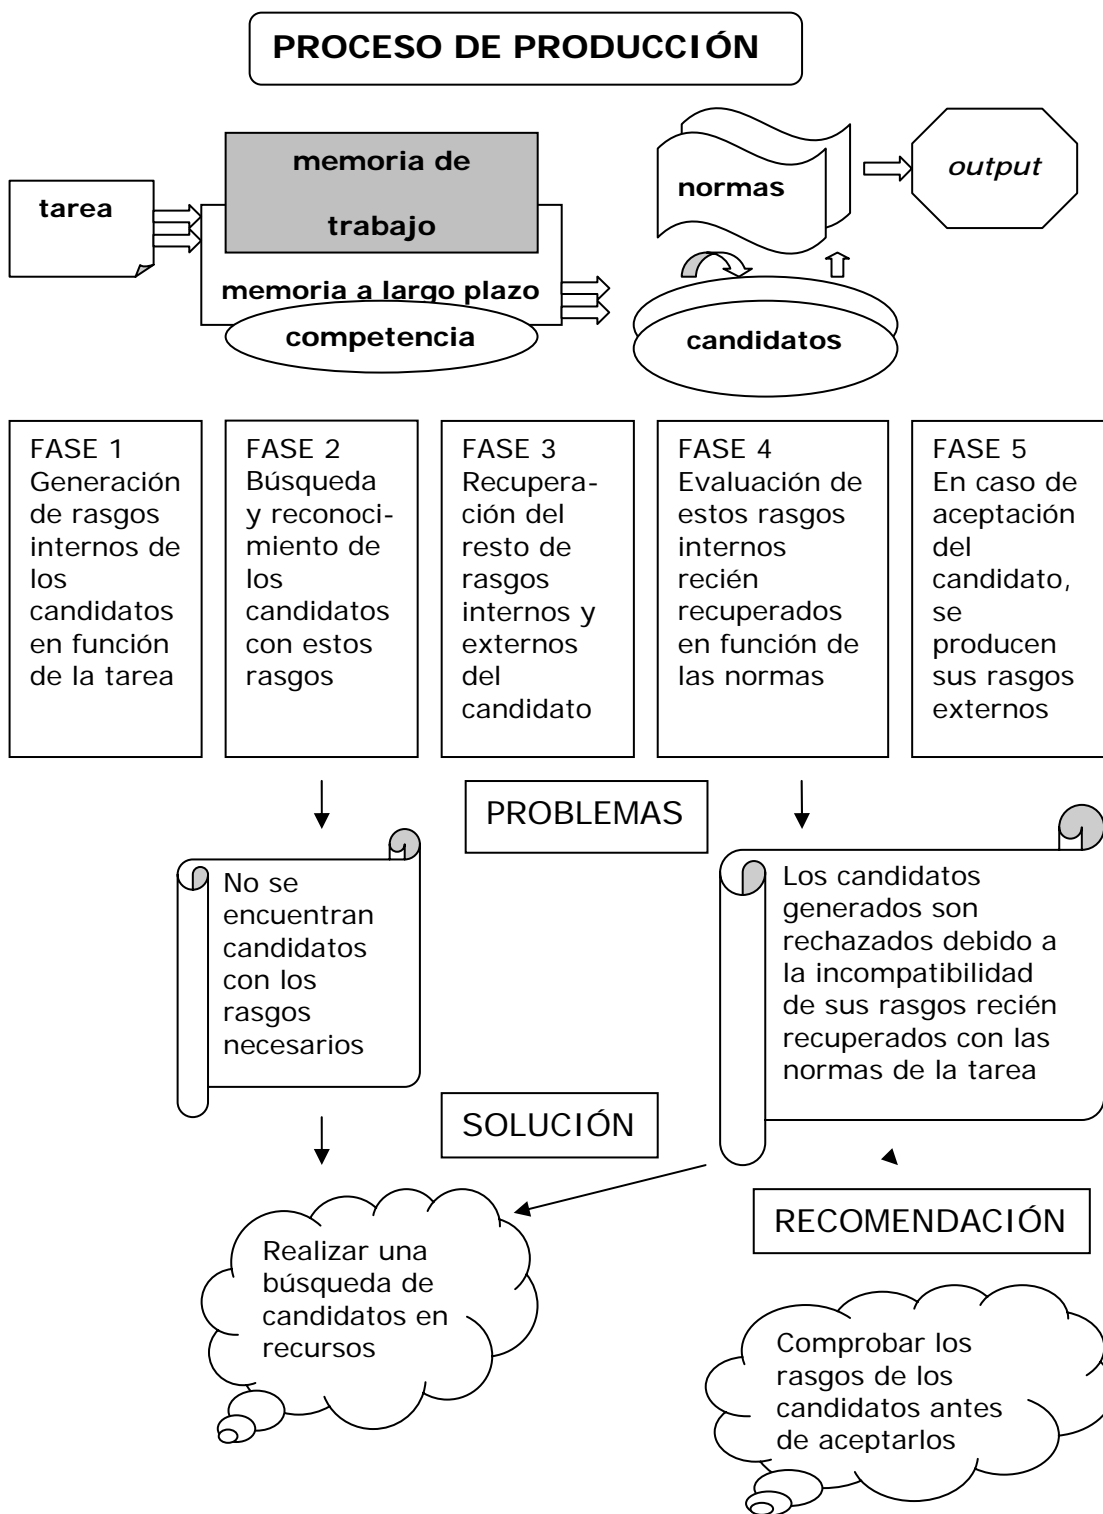 PROCESO DE PRODUCCIÓN
tarea
memoria de
trabajo
memoria a largo plazo
competencia
normas
candidatos
output
FASE 1
Generación
de rasgos
internos de
los
candidatos
en función
de la tarea
FASE 2
Búsqueda
y reconoci-
miento de
los
candidatos
con estos
rasgos
FASE 3
Recupera-
ción del
resto de
rasgos
internos y
externos
del
candidato
FASE 4
Evaluación de
estos rasgos
internos
recién
recuperados
en función de
las normas
FASE 5
En caso de
aceptación
del
candidato,
se
producen
sus rasgos
externos
PROBLEMAS
No se
encuentran
candidatos
con los
rasgos
necesarios
Los candidatos
generados son
rechazados debido a
la incompatibilidad
de sus rasgos recién
recuperados con las
normas de la tarea
SOLUCIÓN
Realizar una
búsqueda de
candidatos en
recursos
RECOMENDACIÓN
Comprobar los
rasgos de los
candidatos antes
de aceptarlos